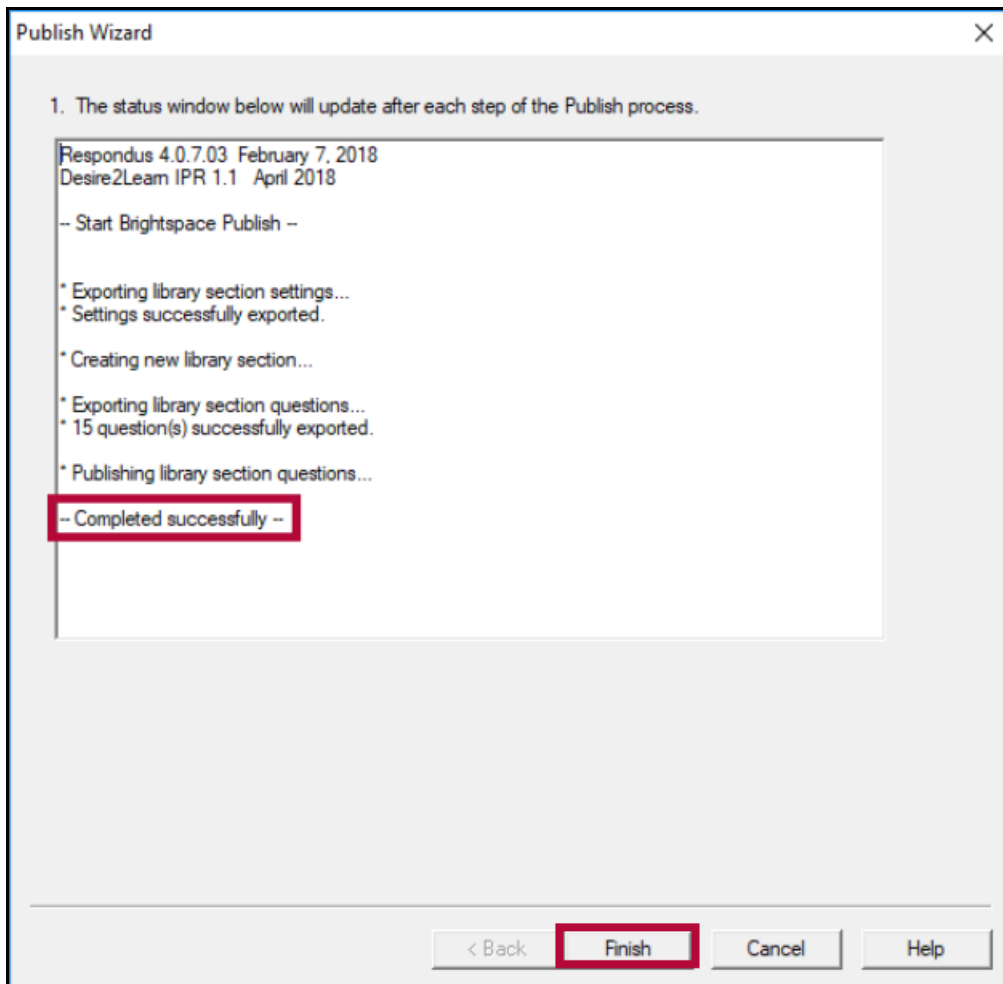 Publish Wizard
1. The status window below will update after each step of the Publish process.
Respondus 4.0.7.03 February 7, 2018
Desire2Learn IPR 1.1 April 2018
-- Start Brightspace Publish --
* Exporting library section settings...
* Settings successfully exported.
* Creating new library section...
* Exporting library section questions...
* 15 question(s) successfully exported.
* Publishing library section questions...
-- Completed successfully --
< Back Finish Cancel Help